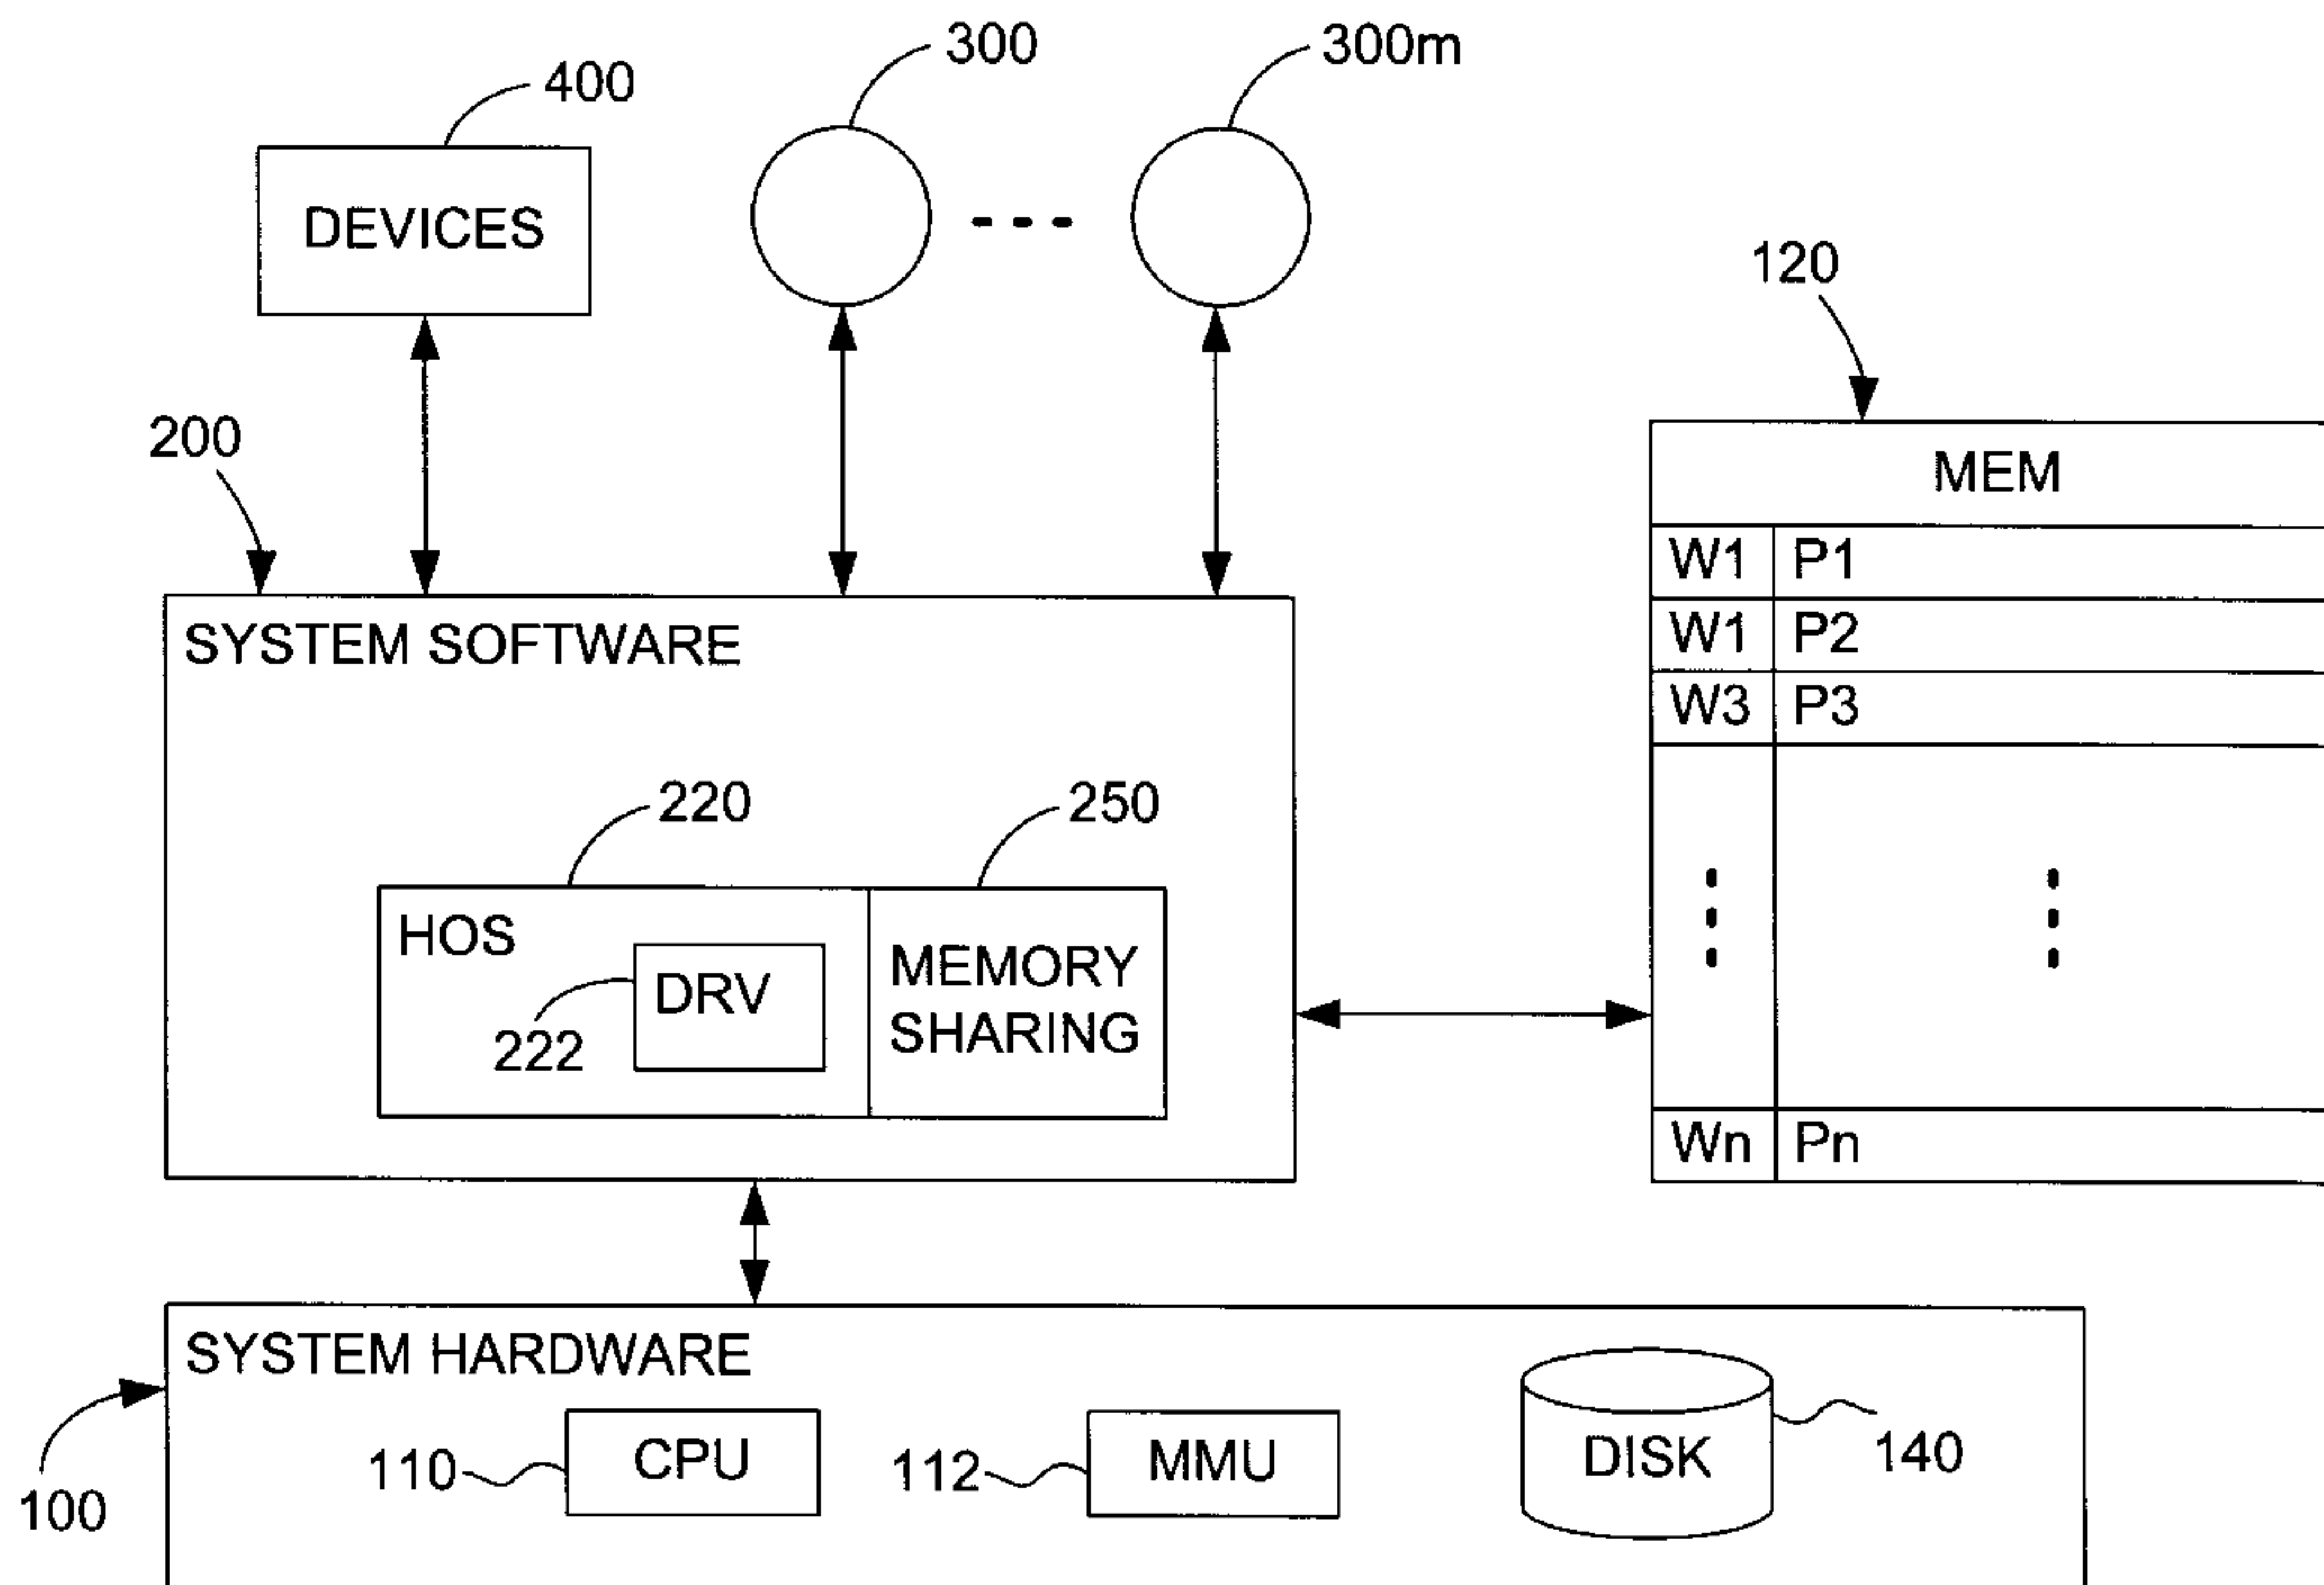 300
300m
400
DEVICES
120
200
MEM
W1 P1
SYSTEM SOFTWARE
W1 P2
W3 P3
220
250
HOS
DRV
MEMORY
SHARING
222
Wn Pn
SYSTEM HARDWARE
110
CPU
112
MMU
DISK
140
100